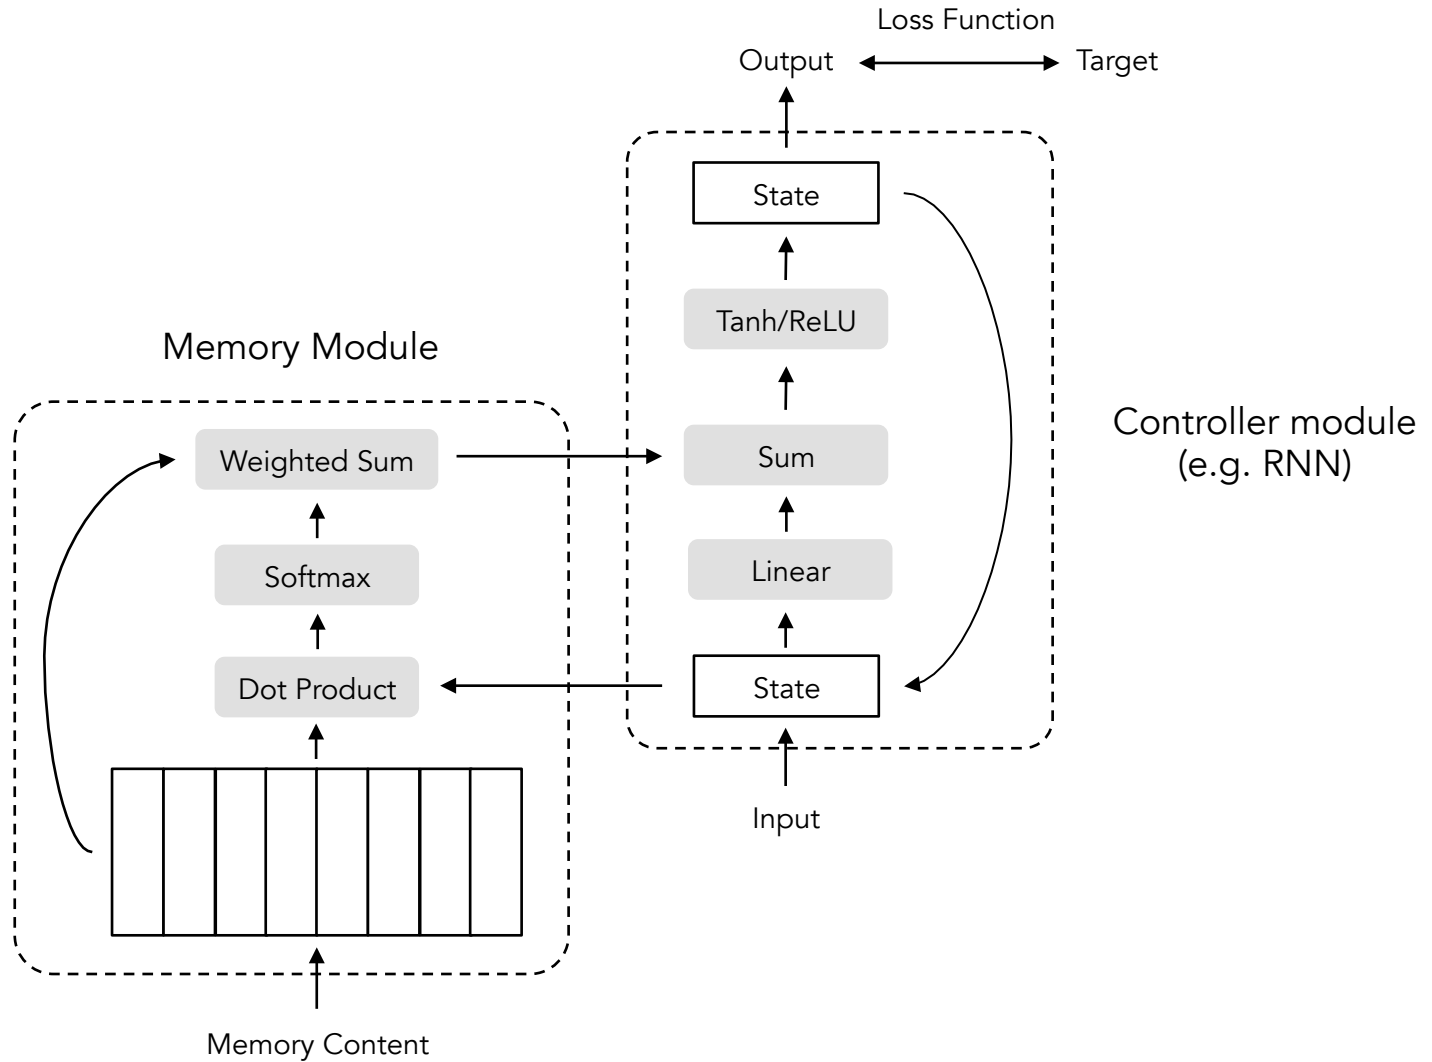 Loss Function
Output
Target
State
Tanh/ReLU
Memory Module
Controller module
(e.g. RNN)
Weighted Sum
Sum
Softmax
Linear
Dot Product
State
Input
Memory Content